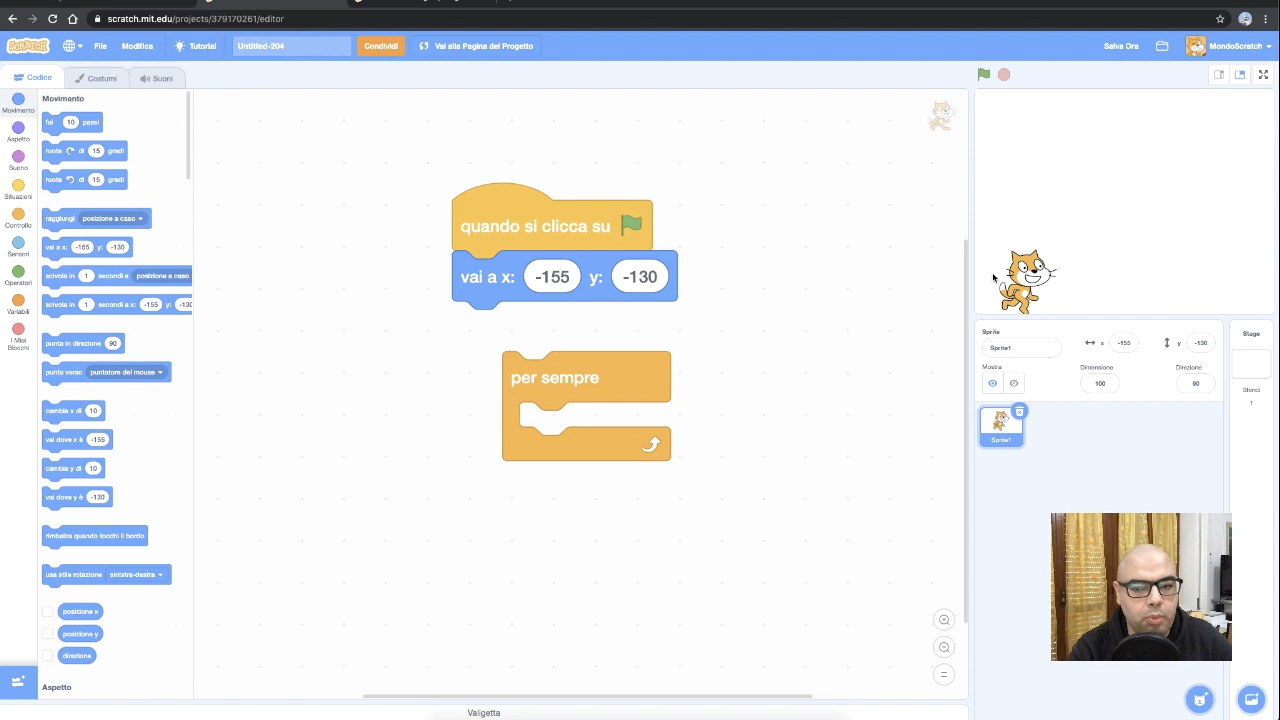 scratch.mit.edu/projects/379170261/editor
SCRATCH File Modifica Tutorial Untitled-204 Condividi Vai alla Pagina del Progetto Salva Ora MondoScratch
Codice Costumi Suoni
Movimento
Aspetto
Suono
Situazioni
Controllo
Sensori
Operatori
Variabili
I Miei
Blocchi
Movimento
fai 10 passi
ruota di 15 gradi
ruota di 15 gradi
raggiungi posizione a caso
vai a x: -155 y: -130
scivola in 1 secondi a posizione a caso
scivola in 1 secondi a x: -155 y: -130
punta in direzione 90
punta verso puntatore del mouse
cambia x di 10
vai dove x è -155
cambia y di 10
vai dove y è -130
rimbalza quando tocchi il bordo
usa stile rotazione sinistra-destra
posizione x
posizione y
direzione
Aspetto
quando si clicca su
vai a x: -155 y: -130
per sempre
Valigetta
Sprite
Sprite1 x -155 y -130
Mostra Dimensione Direzione
100 90
Sprite1
Stage
Sfondi
1